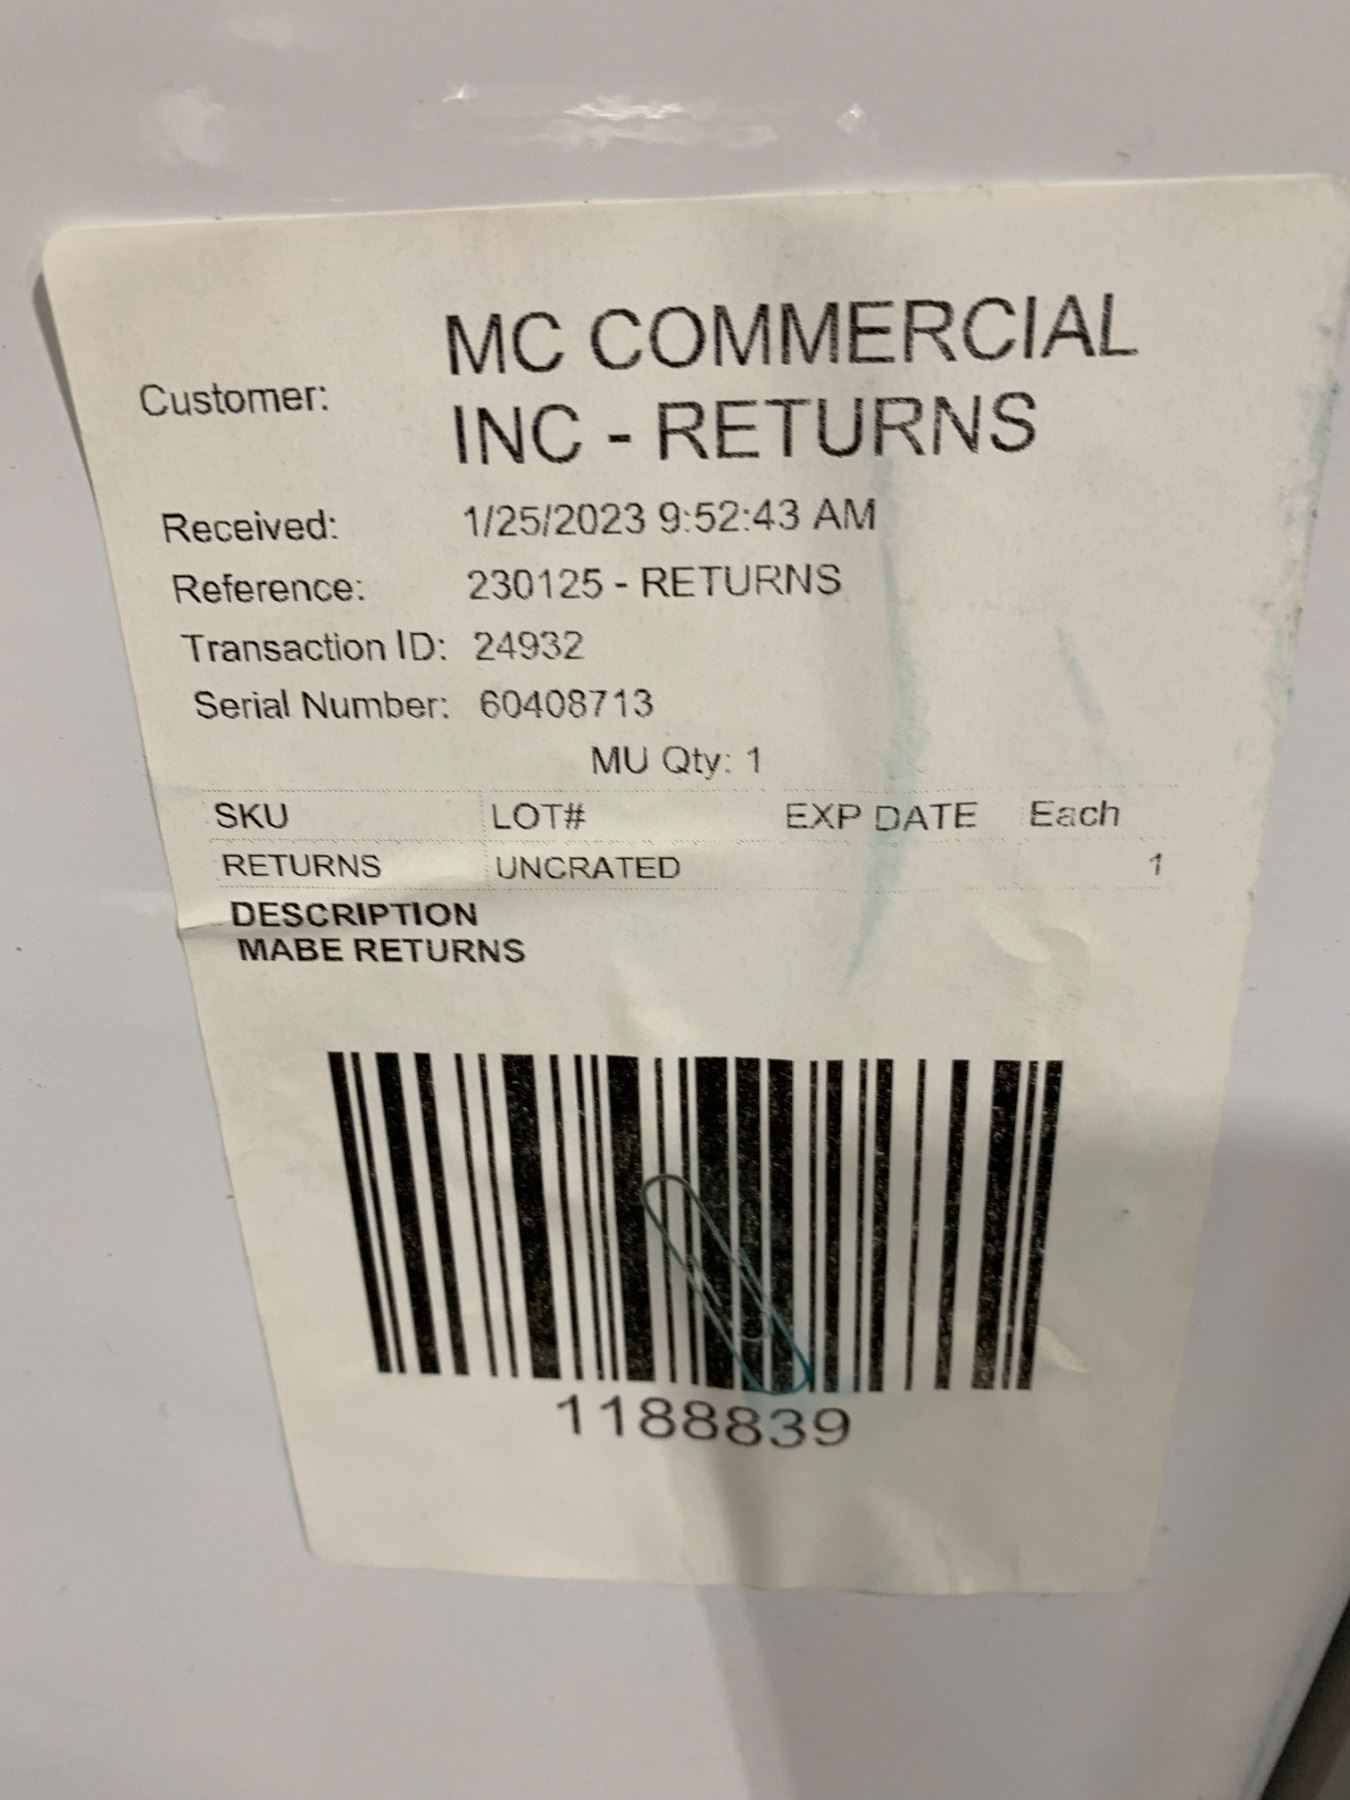 Customer: MC COMMERCIAL
INC - RETURNS
Received: 1/25/2023 9:52:43 AM
Reference: 230125 - RETURNS
Transaction ID: 24932
Serial Number: 60408713
MU Qty: 1
SKU LOT# EXP DATE Each
RETURNS UNCRATED 1
DESCRIPTION
MABE RETURNS
1188839